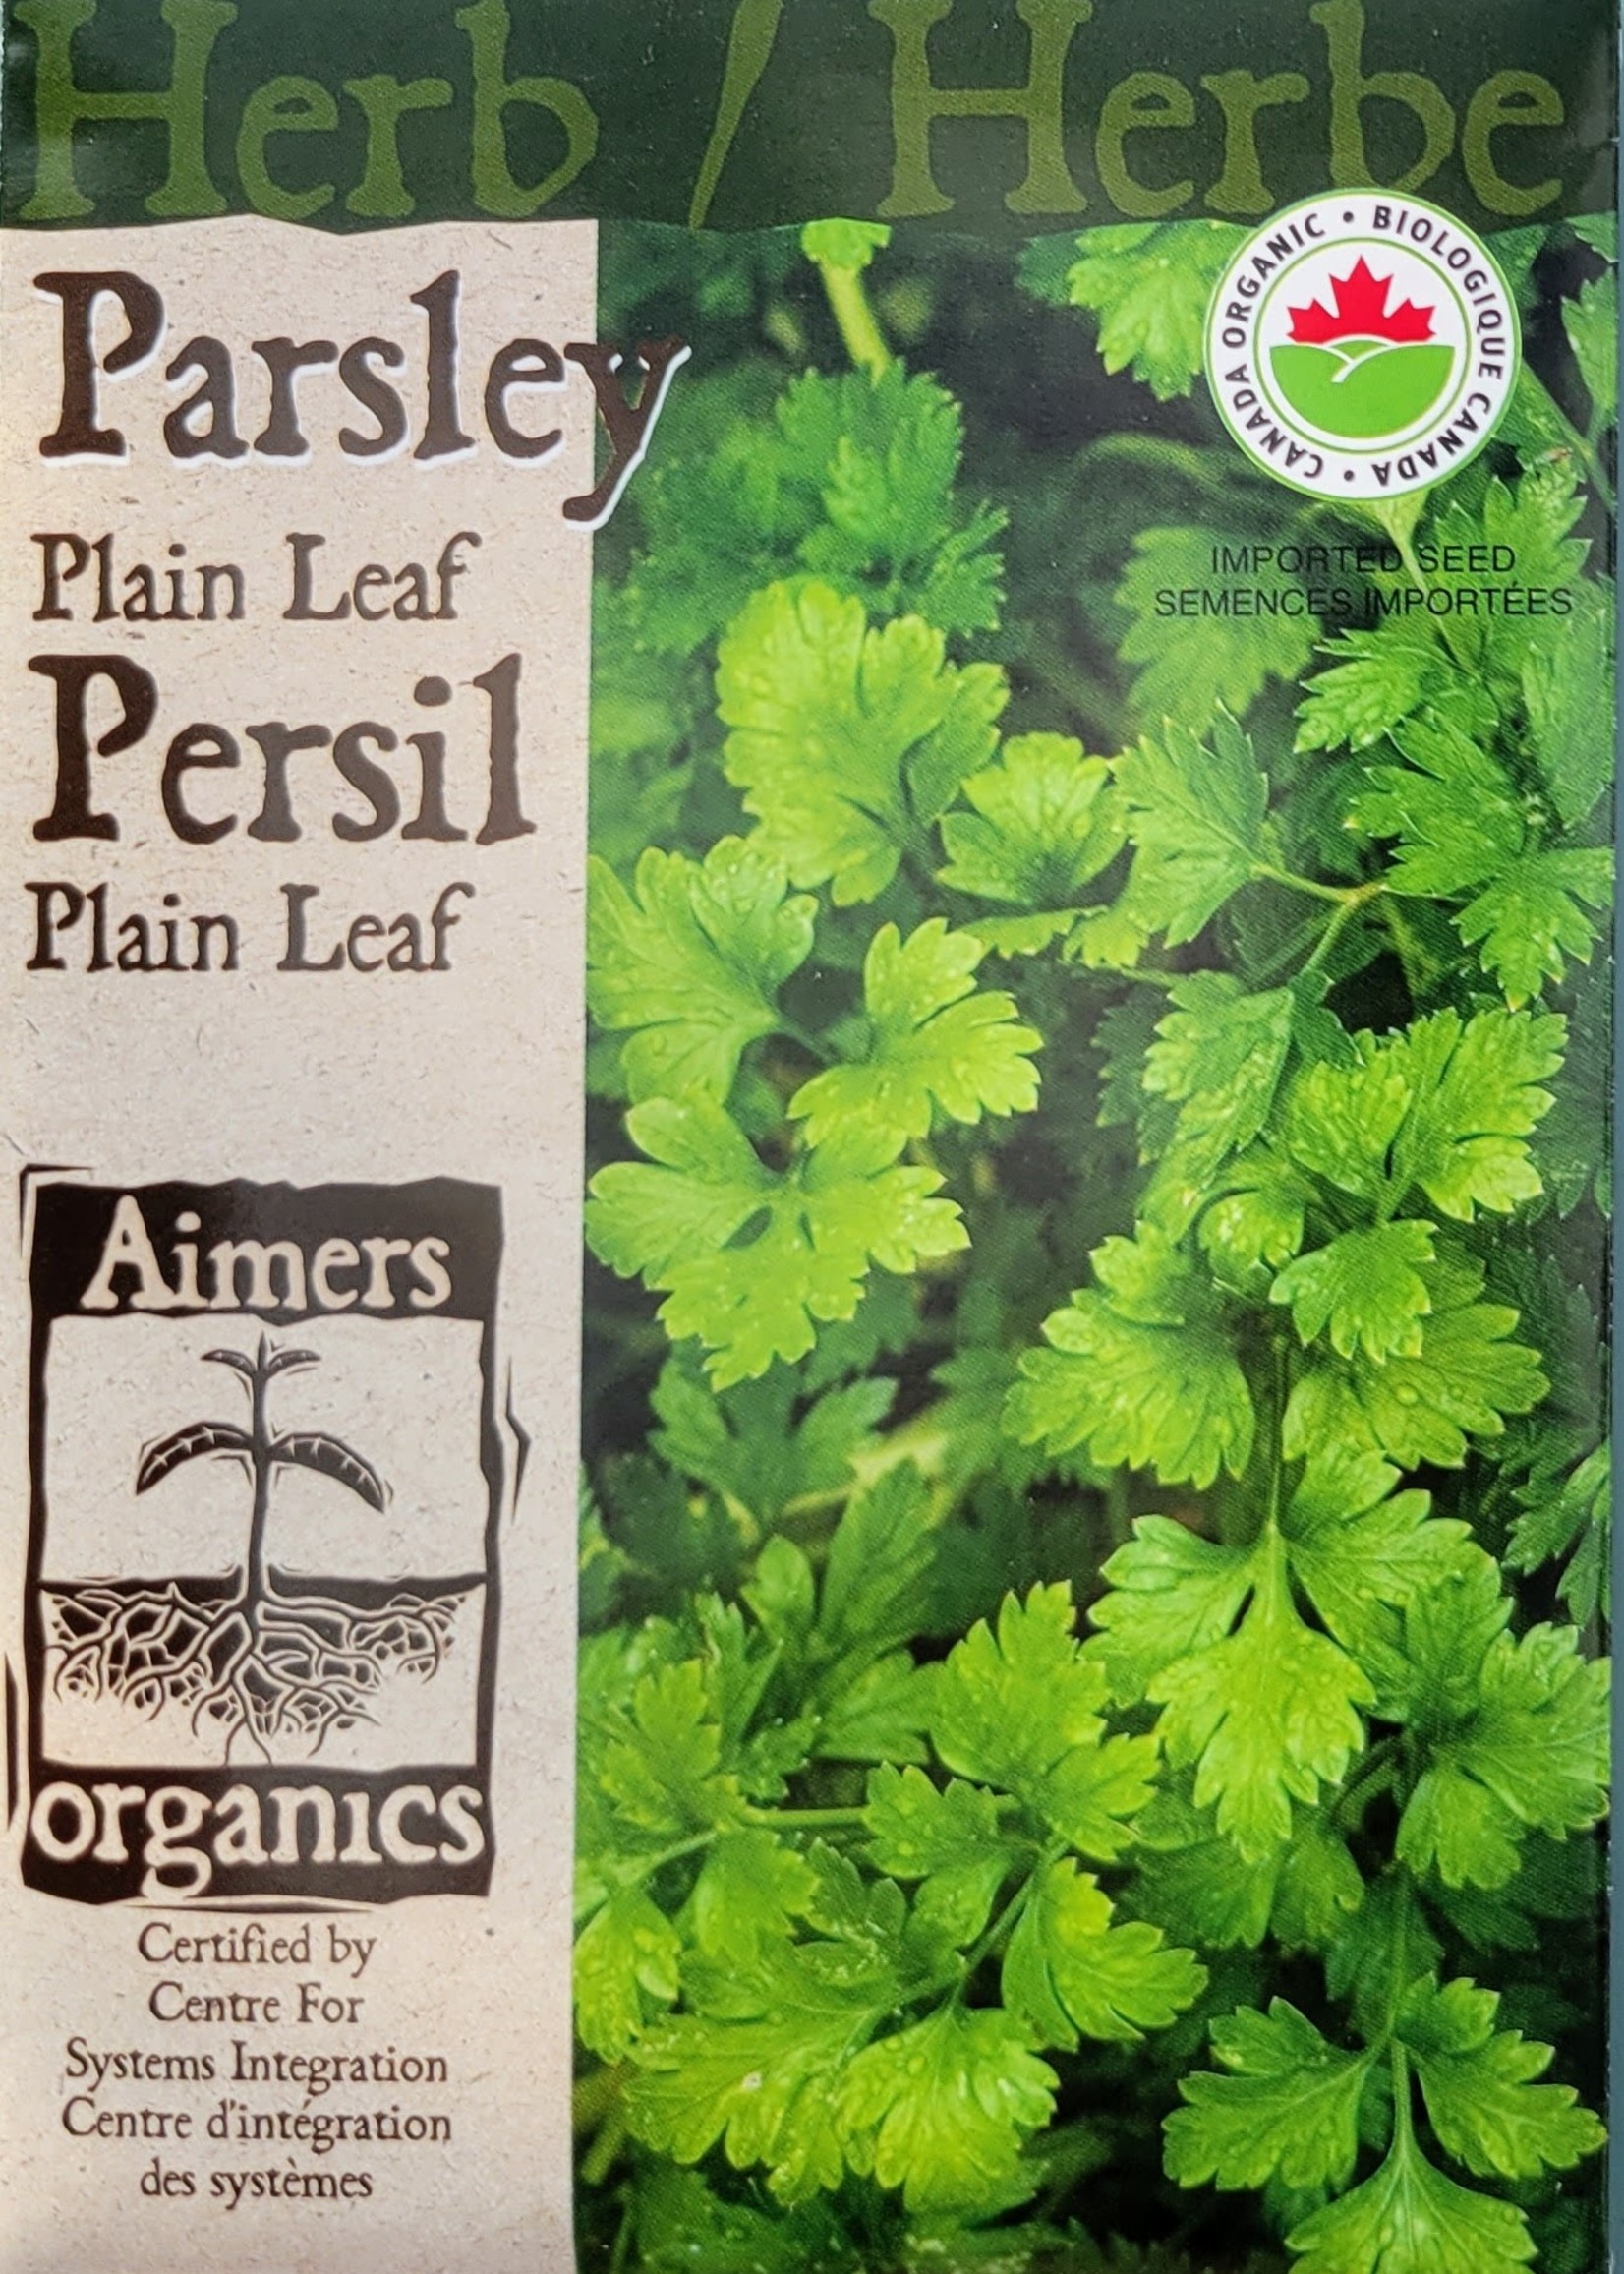 Herb / Herbe
Parsley
Plain Leaf
Persil
Plain Leaf
CANADA ORGANIC • BIOLOGIQUE CANADA •
IMPORTED SEED
SEMENCES IMPORTÉES
Aimers
organics
Certified by
Centre For
Systems Integration
Centre d'intégration
des systèmes